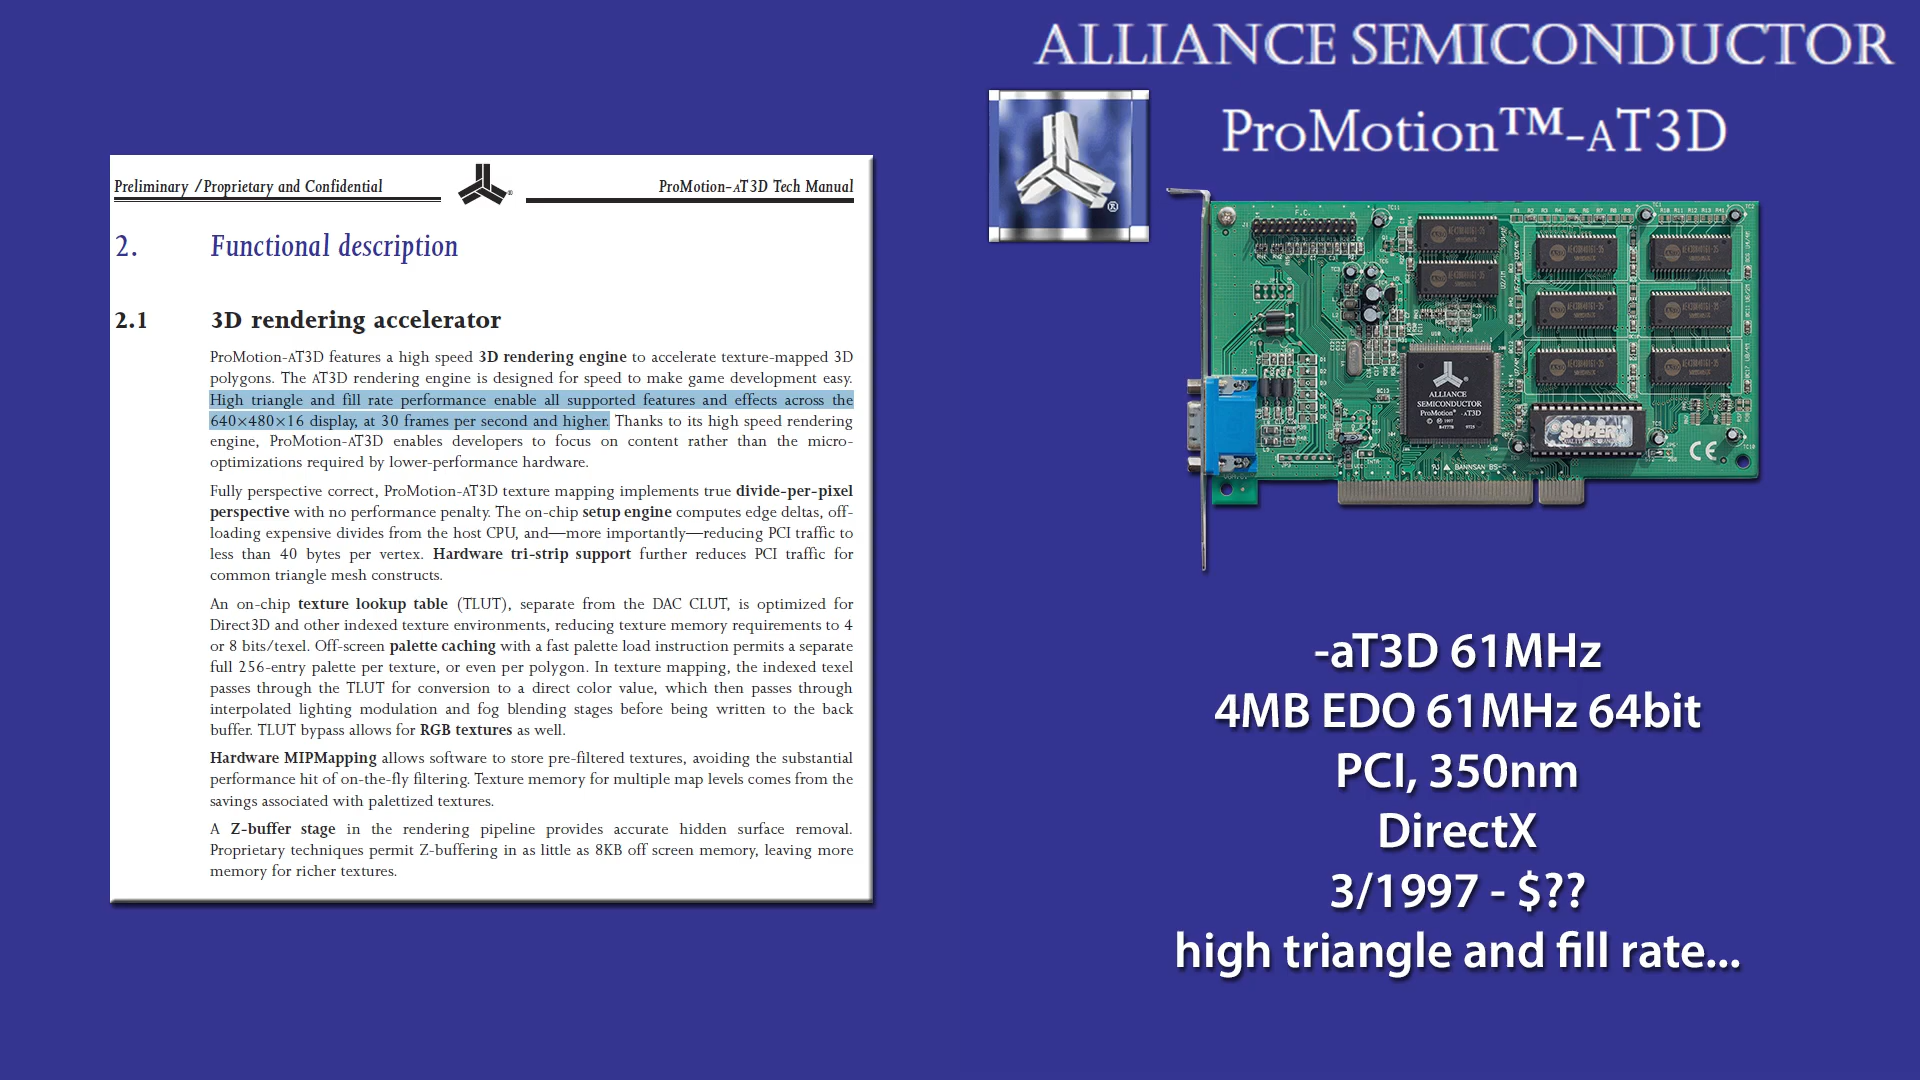 Preliminary / Proprietary and Confidential
ProMotion-AT3D Tech Manual
2. Functional description
2.1 3D rendering accelerator
ProMotion-AT3D features a high speed 3D rendering engine to accelerate texture-mapped 3D
polygons. The AT3D rendering engine is designed for speed to make game development easy.
High triangle and fill rate performance enable all supported features and effects across the
640×480×16 display, at 30 frames per second and higher. Thanks to its high speed rendering
engine, ProMotion-AT3D enables developers to focus on content rather than the micro-
optimizations required by lower-performance hardware.
Fully perspective correct, ProMotion-AT3D texture mapping implements true divide-per-pixel
perspective with no performance penalty. The on-chip setup engine computes edge deltas, off-
loading expensive divides from the host CPU, and—more importantly—reducing PCI traffic to
less than 40 bytes per vertex. Hardware tri-strip support further reduces PCI traffic for
common triangle mesh constructs.
An on-chip texture lookup table (TLUT), separate from the DAC CLUT, is optimized for
Direct3D and other indexed texture environments, reducing texture memory requirements to 4
or 8 bits/texel. Off-screen palette caching with a fast palette load instruction permits a separate
full 256-entry palette per texture, or even per polygon. In texture mapping, the indexed texel
passes through the TLUT for conversion to a direct color value, which then passes through
interpolated lighting modulation and fog blending stages before being written to the back
buffer. TLUT bypass allows for RGB textures as well.
Hardware MIPMapping allows software to store pre-filtered textures, avoiding the substantial
performance hit of on-the-fly filtering. Texture memory for multiple map levels comes from the
savings associated with palettized textures.
A Z-buffer stage in the rendering pipeline provides accurate hidden surface removal.
Proprietary techniques permit Z-buffering in as little as 8KB off screen memory, leaving more
memory for richer textures.
ALLIANCE SEMICONDUCTOR
ProMotion™-AT3D
®
F.C.
ALLIANCE
SEMICONDUCTOR
ProMotion® -AT3D
© 1997
SUPER
CE
BANNSAN
-aT3D 61MHz
4MB EDO 61MHz 64bit
PCI, 350nm
DirectX
3/1997 - $??
high triangle and fill rate...